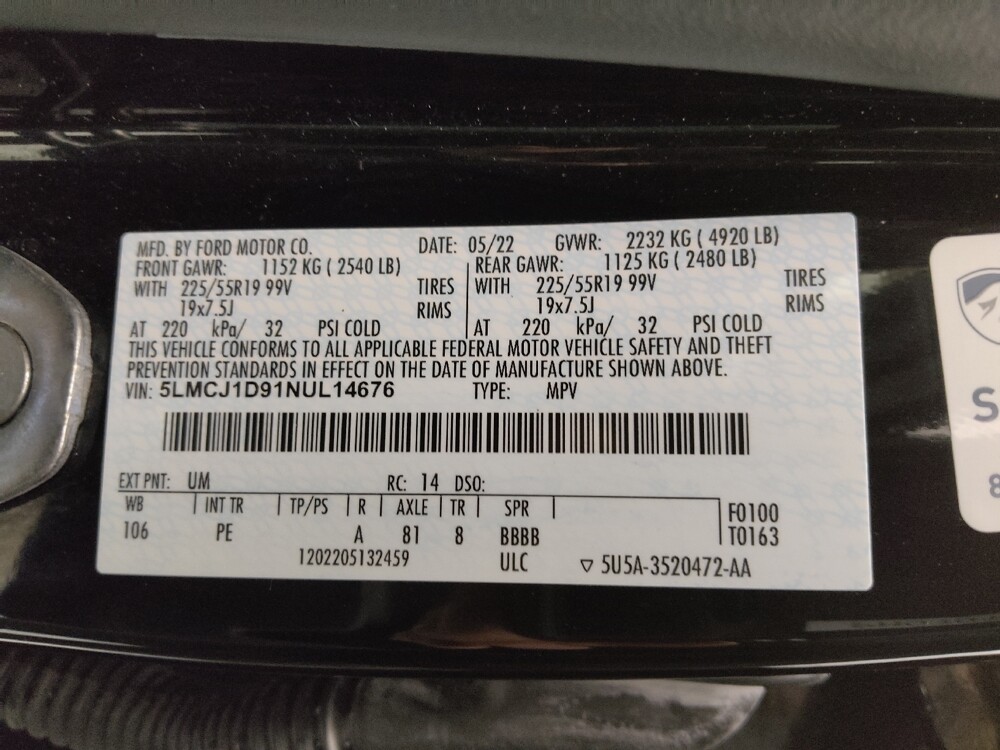 MFD. BY FORD MOTOR CO. DATE: 05/22 GVWR: 2232 KG ( 4920 LB)
FRONT GAWR: 1152 KG ( 2540 LB) REAR GAWR: 1125 KG ( 2480 LB)
WITH 225/55R19 99V TIRES WITH 225/55R19 99V TIRES
19x7.5J RIMS 19x7.5J RIMS
AT 220 kPa/ 32 PSI COLD AT 220 kPa/ 32 PSI COLD
THIS VEHICLE CONFORMS TO ALL APPLICABLE FEDERAL MOTOR VEHICLE SAFETY AND THEFT
PREVENTION STANDARDS IN EFFECT ON THE DATE OF MANUFACTURE SHOWN ABOVE.
VIN: 5LMCJ1D91NUL14676 TYPE: MPV
EXT PNT: UM RC: 14 DSO:
WB INT TR TP/PS R AXLE TR SPR F0100
106 PE A 81 8 BBBB T0163
1202205132459 ULC ▽ 5U5A-3520472-AA
S
8